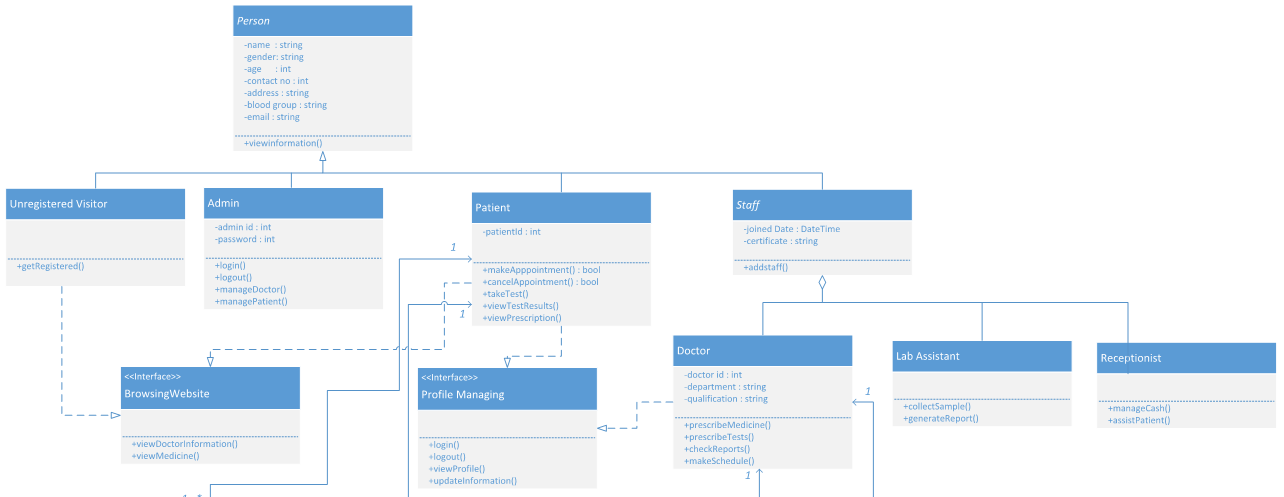 Person
-name : string
-gender: string
-age : int
-contact no : int
-address : string
-blood group : string
-email : string
+viewinformation()
Unregistered Visitor
+getRegistered()
Admin
-admin id : int
-password : int
+login()
+logout()
+manageDoctor()
+managePatient()
Patient
-patientId : int
+makeApppointment() : bool
+cancelAppointment() : bool
+takeTest()
+viewTestResults()
+viewPrescription()
1
1
Staff
-joined Date : DateTime
-certificate : string
+addstaff()
<<Interface>>
BrowsingWebsite
+viewDoctorInformation()
+viewMedicine()
<<Interface>>
Profile Managing
+login()
+logout()
+viewProfile()
+updateInformation()
Doctor
-doctor id : int
-department : string
-qualification : string
+prescribeMedicine()
+prescribeTests()
+checkReports()
+makeSchedule()
1
1
Lab Assistant
+collectSample()
+generateReport()
Receptionist
+manageCash()
+assistPatient()